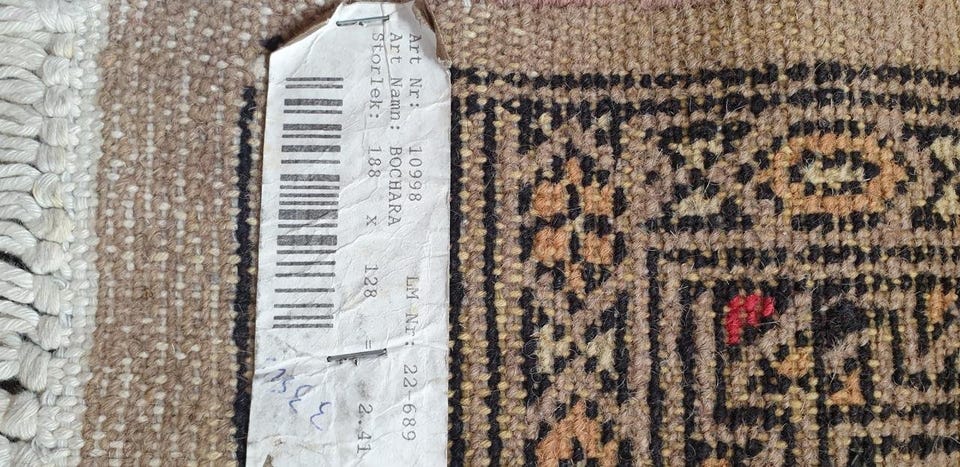 Art Nr: 10998 LM Nr: 22-689
Art Namn: BOCHARA
Storlek: 188 x 128 = 2.41